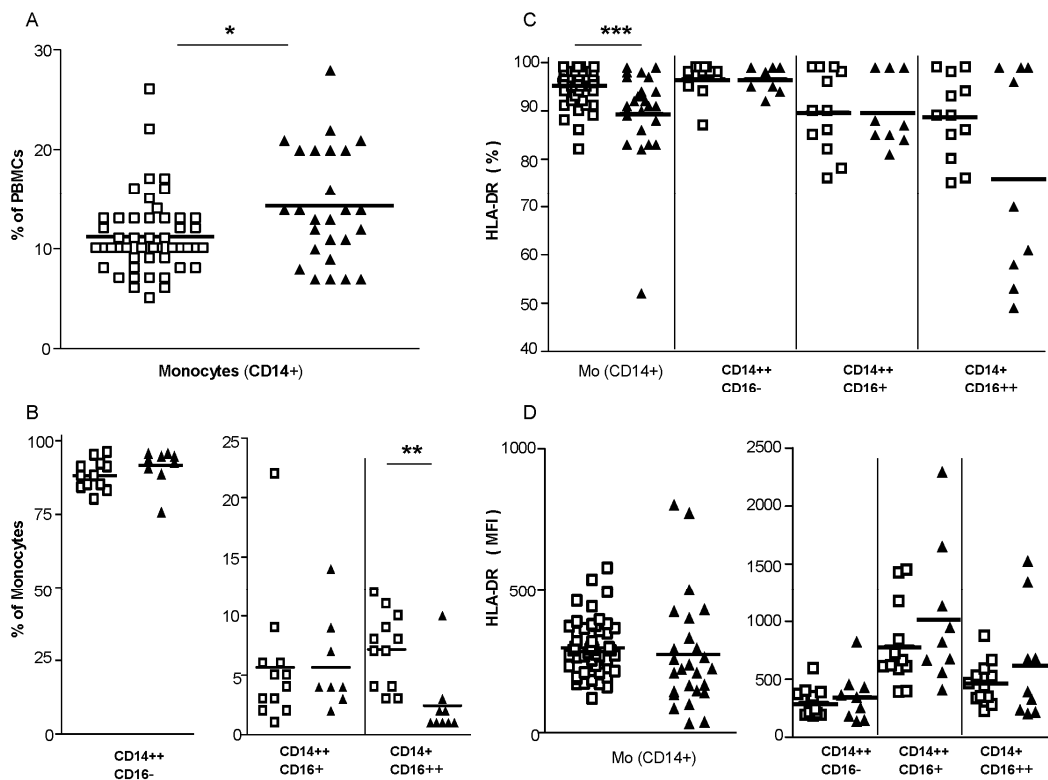 A
*
30
20
10
0
% of PBMCs
Monocytes (CD14+)
C
***
100
90
80
70
60
50
40
HLA-DR (%)
Mo (CD14+)
CD14++
CD16-
CD14++
CD16+
CD14+
CD16++
B
100
75
50
25
0
% of Monocytes
CD14++
CD16-
25
20
15
10
5
0
**
CD14++
CD16+
CD14+
CD16++
D
1000
500
0
HLA-DR (MFI)
Mo (CD14+)
2500
2000
1500
1000
500
0
CD14++
CD16-
CD14++
CD16+
CD14+
CD16++